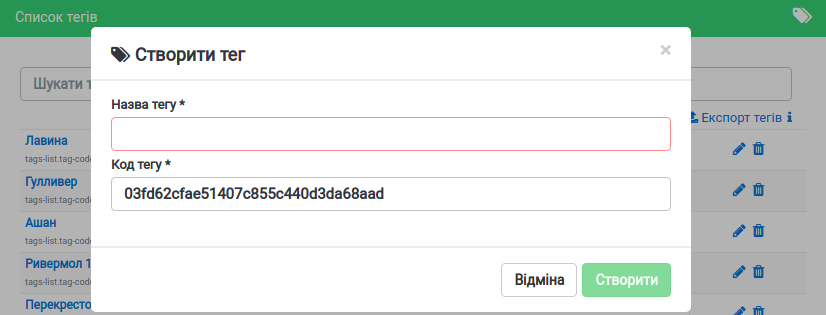 Список тегів
Створити тег
×
Шукати
Назва тегу *
Експорт тегів
Лавина
tags-list.tag-code
Код тегу *
Гулливер
tags-list.tag-code
03fd62cfae51407c855c440d3da68aad
Ашан
tags-list.tag-code
Ривермол 1
tags-list.tag-code
Відміна
Створити